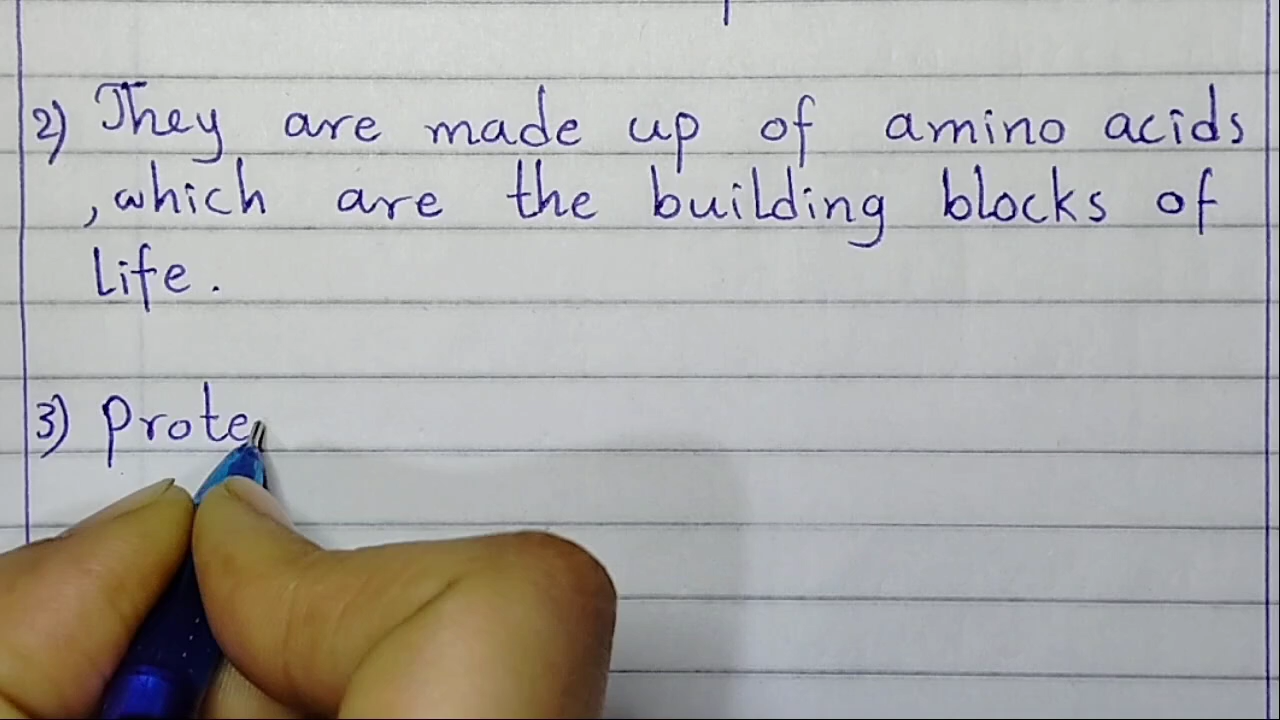 2) They are made up of amino acids
, which are the building blocks of
life.
3) Prote